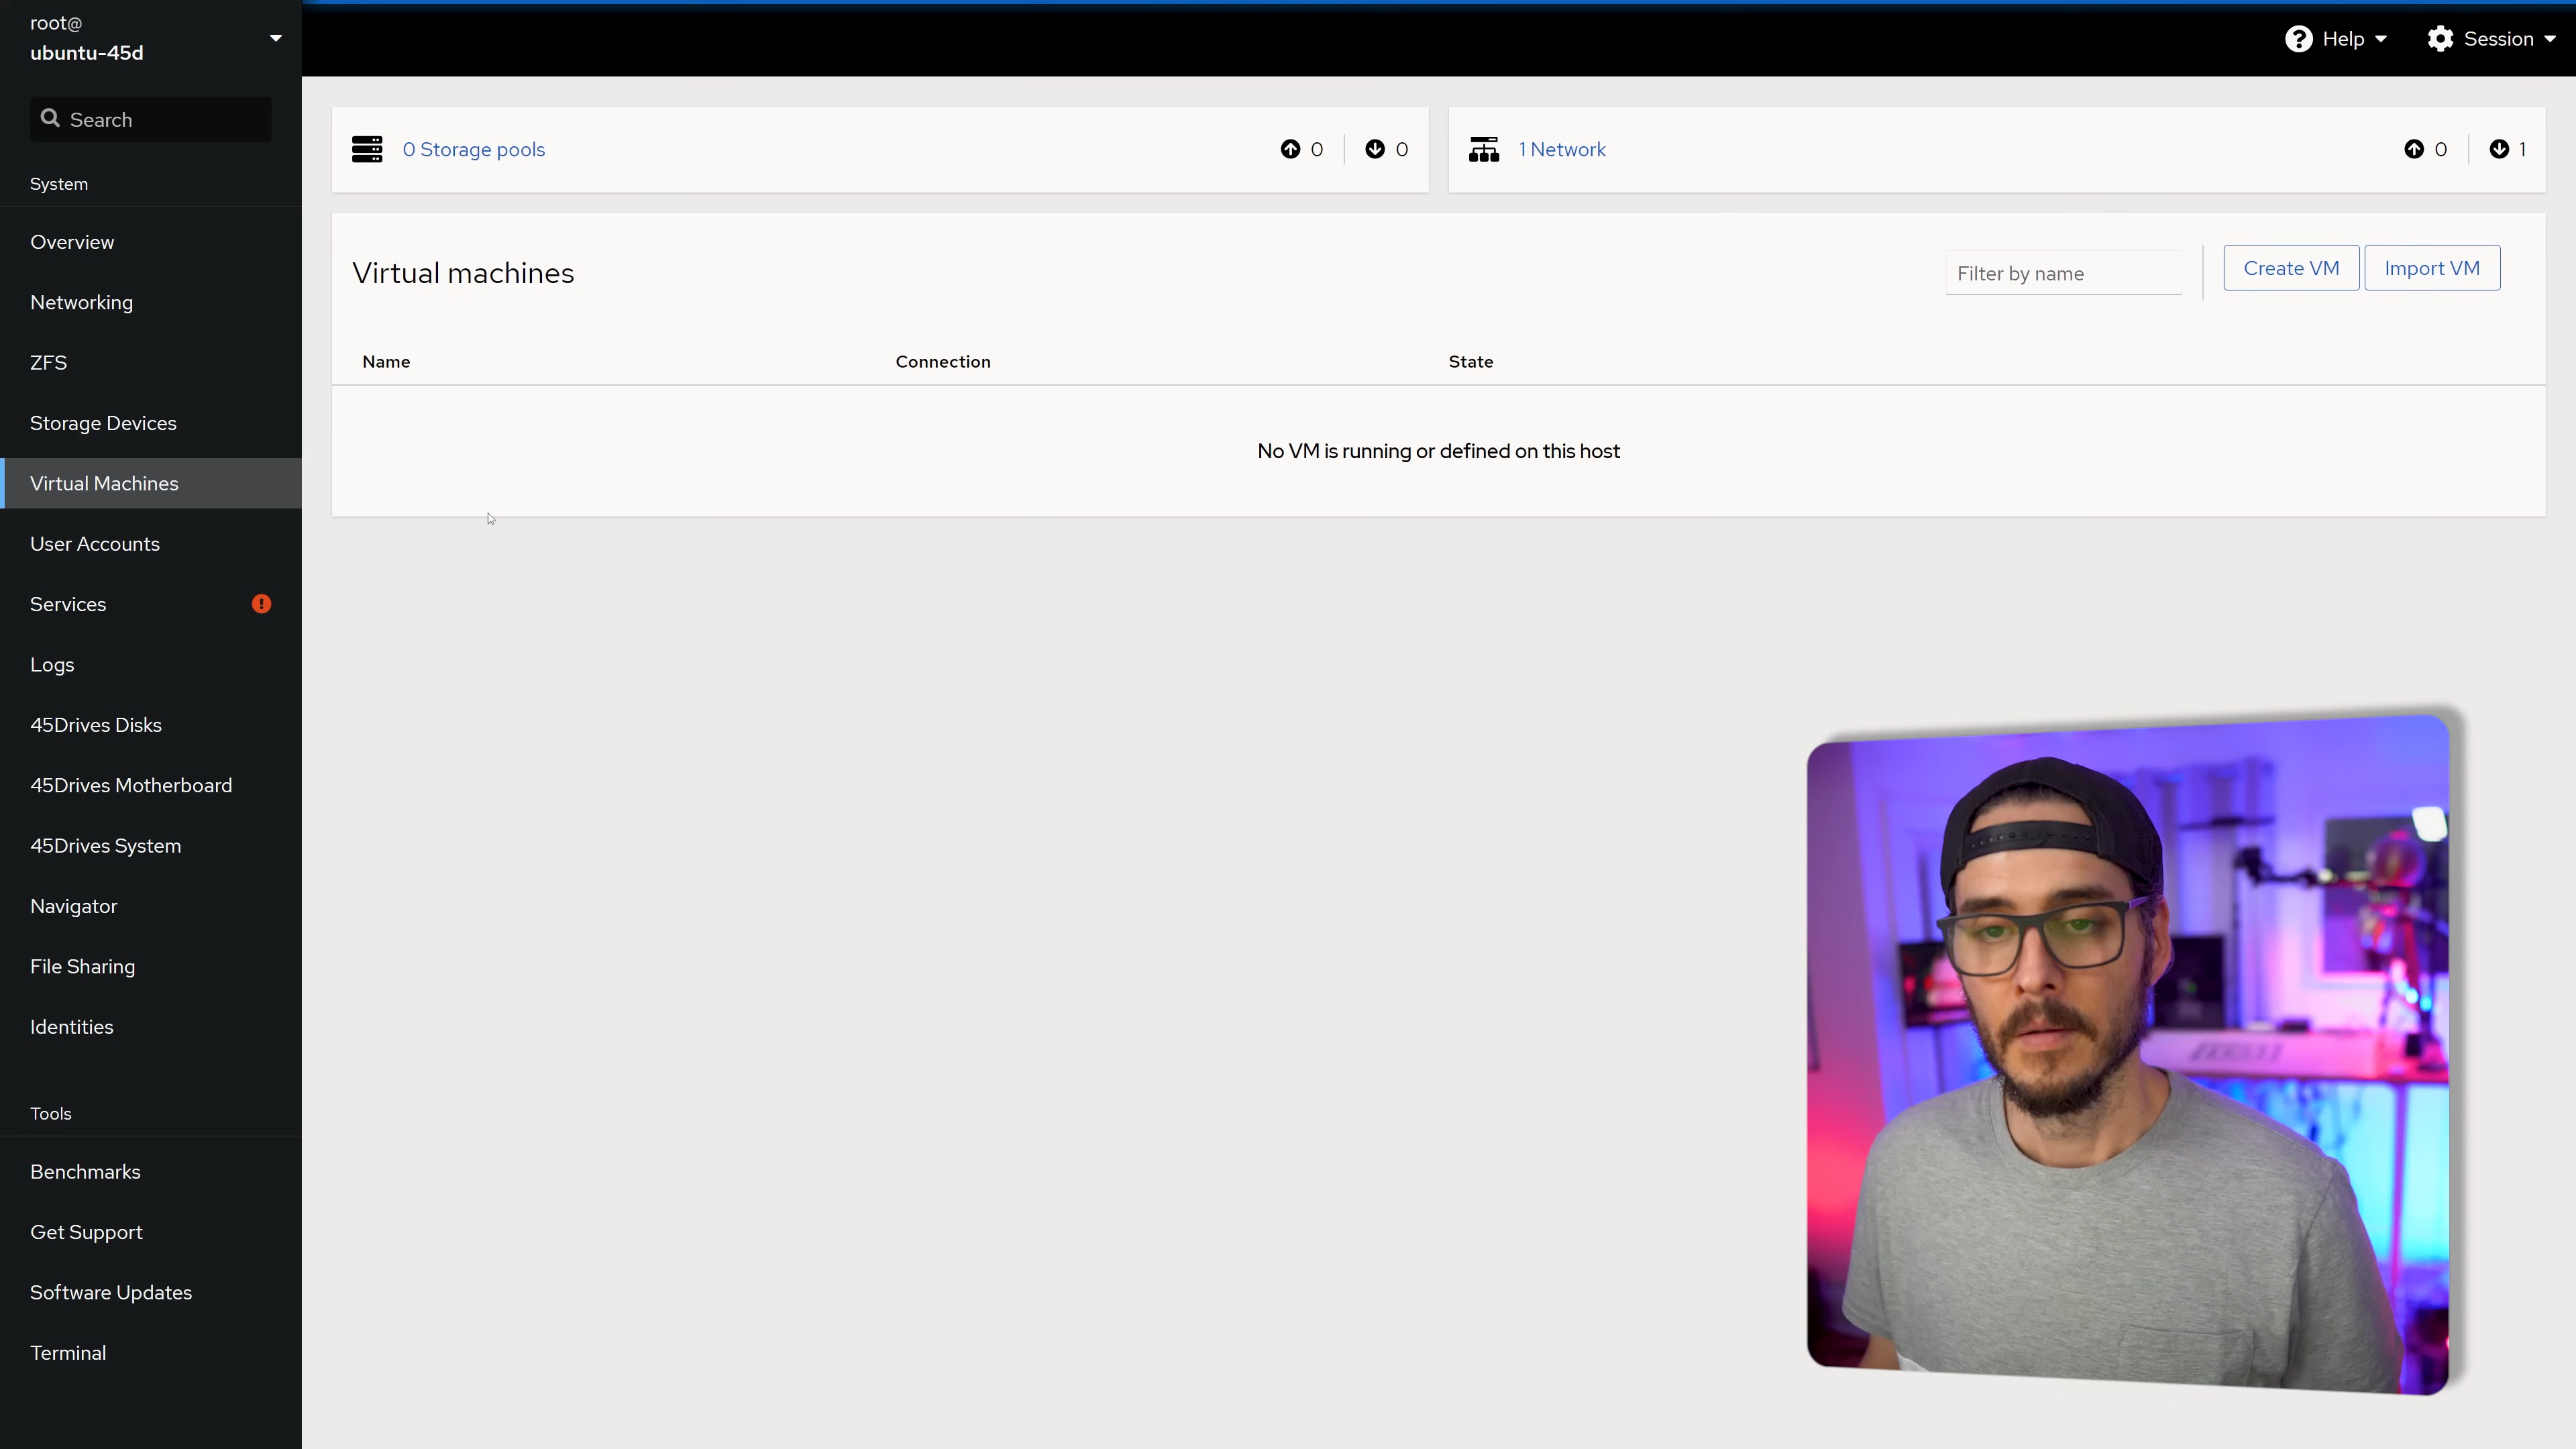 root@
ubuntu-45d
Search
System
Overview
Networking
ZFS
Storage Devices
Virtual Machines
User Accounts
Services
Logs
45Drives Disks
45Drives Motherboard
45Drives System
Navigator
File Sharing
Identities
Tools
Benchmarks
Get Support
Software Updates
Terminal
Help
Session
0 Storage pools
0
0
1 Network
0
1
Virtual machines
Filter by name
Create VM
Import VM
Name
Connection
State
No VM is running or defined on this host